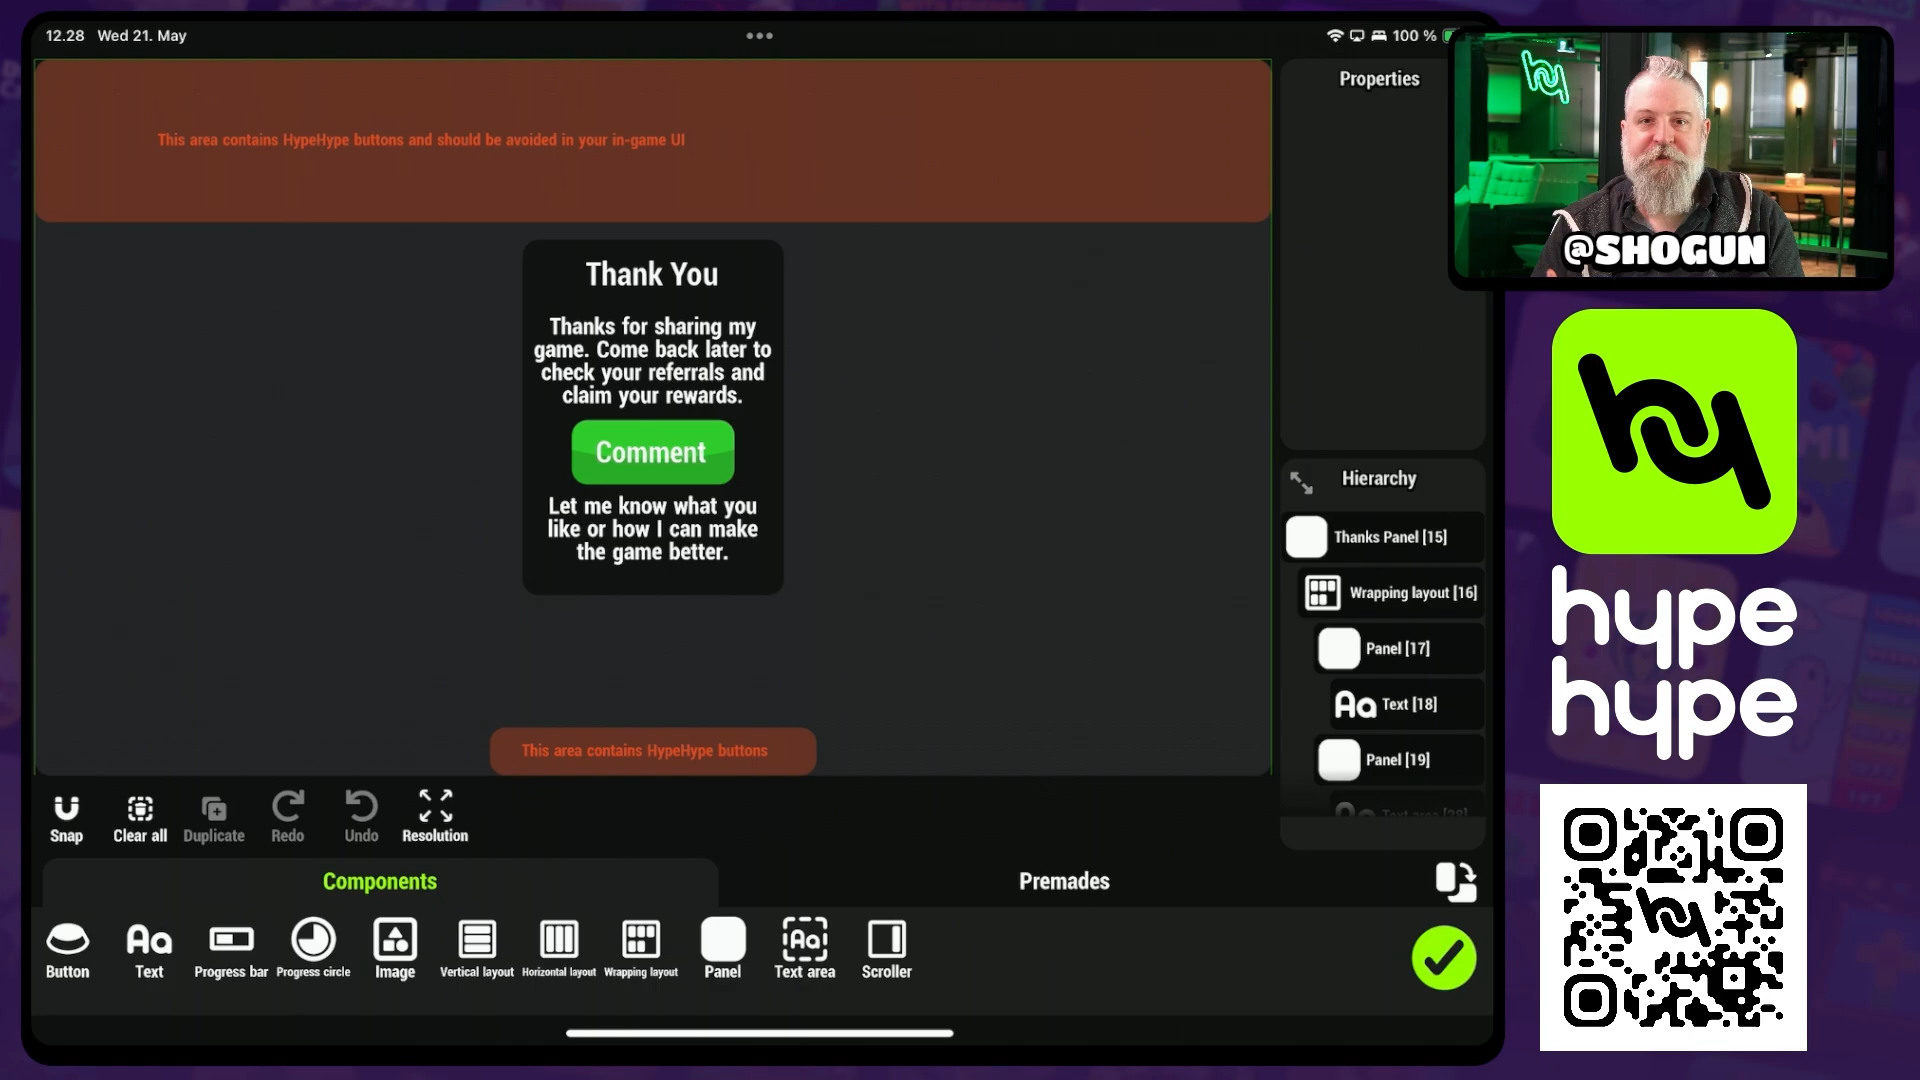 12.28 Wed 21. May
100 %
This area contains HypeHype buttons and should be avoided in your in-game UI
Thank You
Thanks for sharing my
game. Come back later to
check your referrals and
claim your rewards.
Comment
Let me know what you
like or how I can make
the game better.
This area contains HypeHype buttons
Properties
Hierarchy
Thanks Panel [15]
Wrapping layout [16]
Panel [17]
Aa Text [18]
Panel [19]
Snap
Clear all
Duplicate
Redo
Undo
Resolution
Components
Premades
Button
Aa
Text
Progress bar
Progress circle
Image
Vertical layout
Horizontal layout
Wrapping layout
Panel
Aa
Text area
Scroller
@SHOGUN
hype
hype